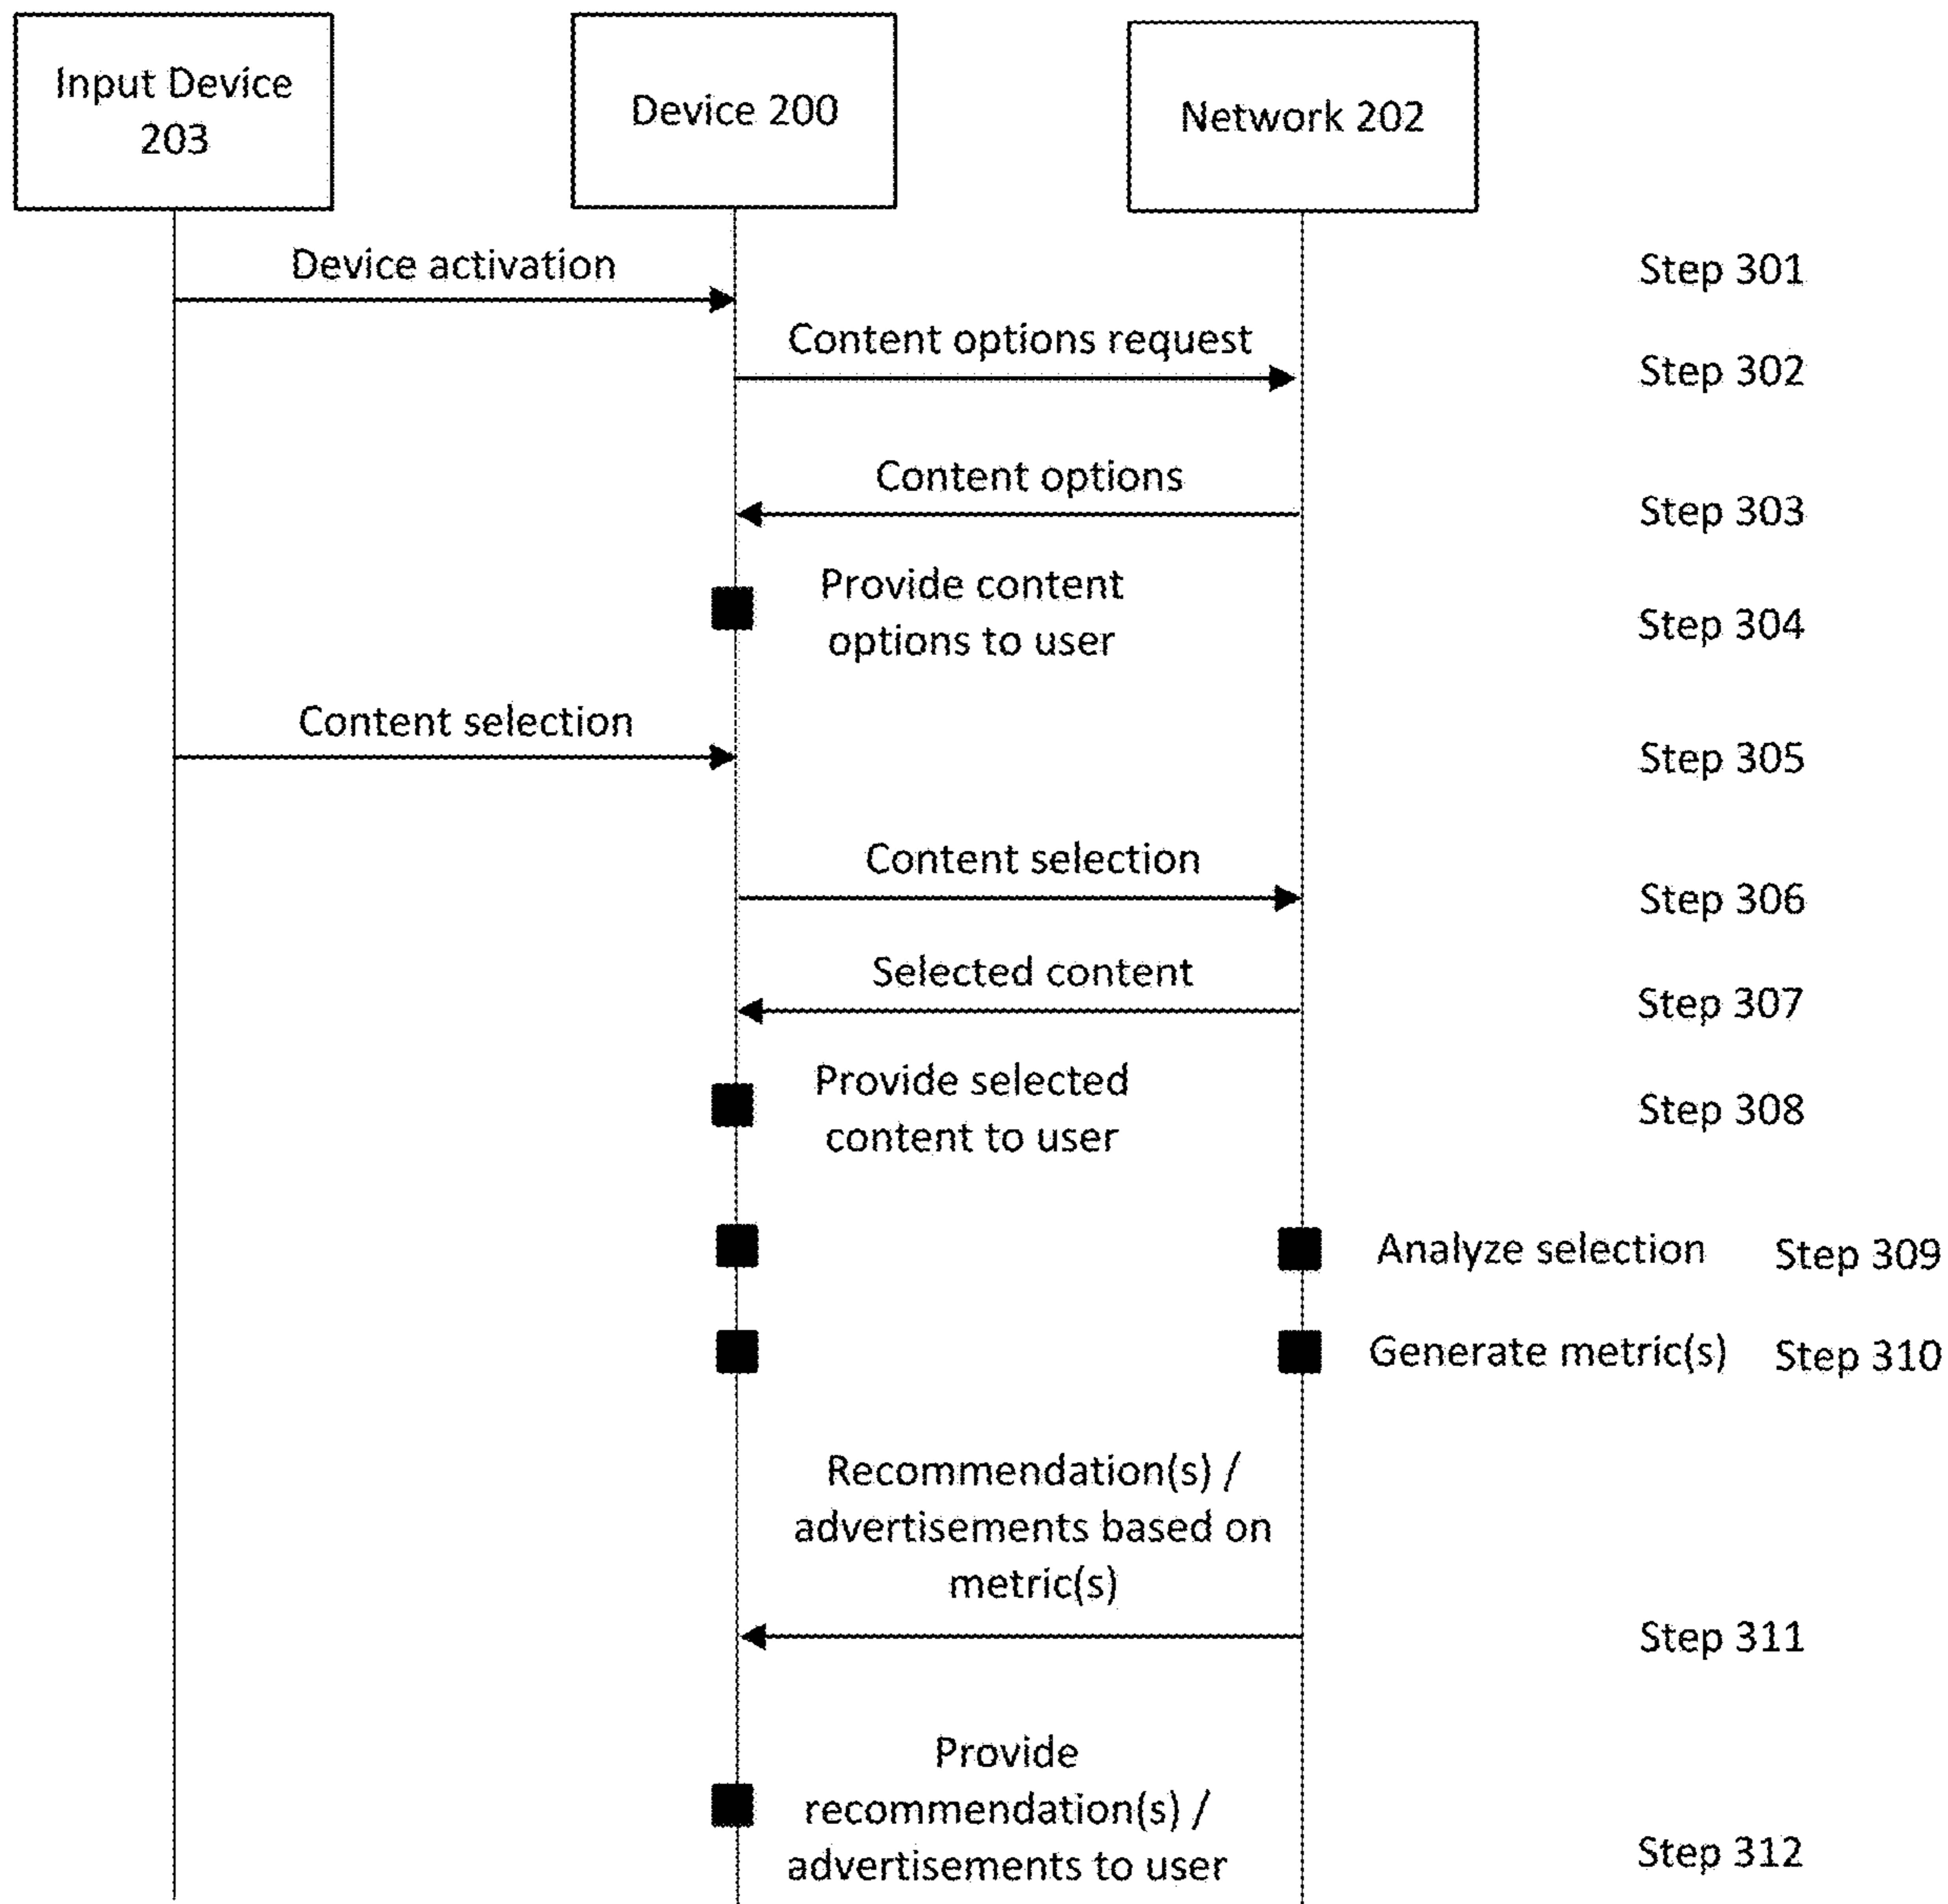 Input Device
203
Device 200
Network 202
Device activation
Step 301
Content options request
Step 302
Content options
Step 303
Provide content
options to user
Step 304
Content selection
Step 305
Content selection
Step 306
Selected content
Step 307
Provide selected
content to user
Step 308
Analyze selection
Step 309
Generate metric(s)
Step 310
Recommendation(s) /
advertisements based on
metric(s)
Step 311
Provide
recommendation(s) /
advertisements to user
Step 312